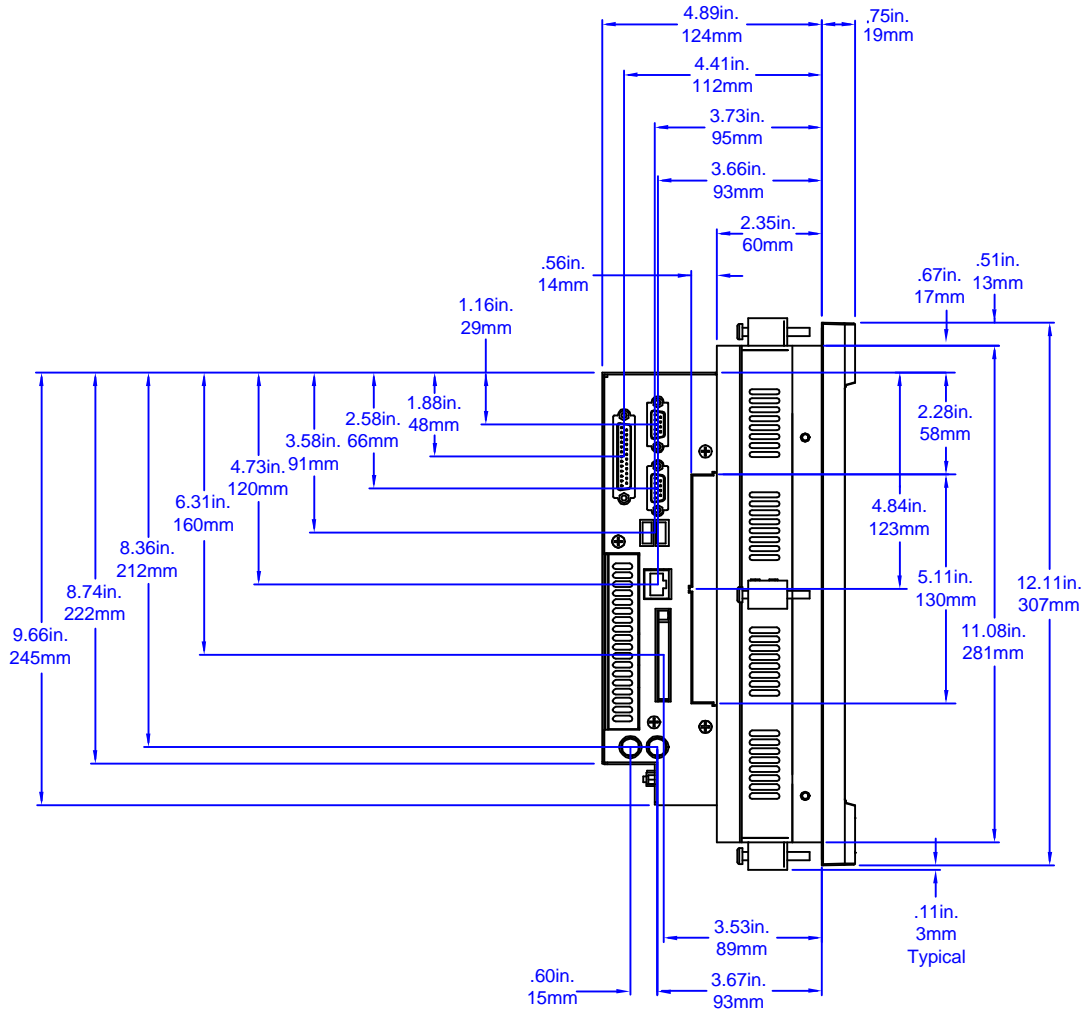 4.89in.
124mm
.75in.
19mm
4.41in.
112mm
3.73in.
95mm
3.66in.
93mm
2.35in.
60mm
.56in.
14mm
.67in.
17mm
.51in.
13mm
1.16in.
29mm
1.88in.
48mm
2.58in.
66mm
3.58in.
91mm
4.73in.
120mm
6.31in.
160mm
8.36in.
212mm
8.74in.
222mm
9.66in.
245mm
2.28in.
58mm
4.84in.
123mm
5.11in.
130mm
11.08in.
281mm
12.11in.
307mm
.11in.
3mm
Typical
3.53in.
89mm
.60in.
15mm
3.67in.
93mm